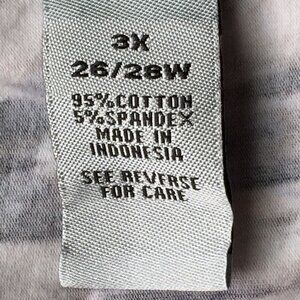 3X
26/28W
95%COTTON
5%SPANDEX
MADE IN
INDONESIA
SEE REVERSE
FOR CARE